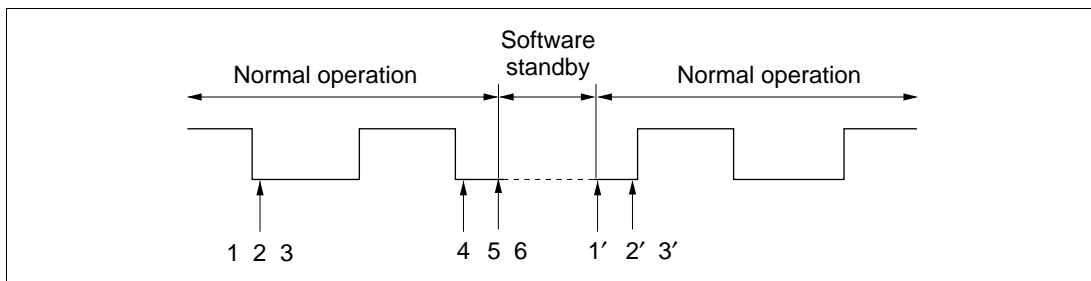 Software
standby
Normal operation
Normal operation
1 2 3
4 5 6
1′ 2′ 3′